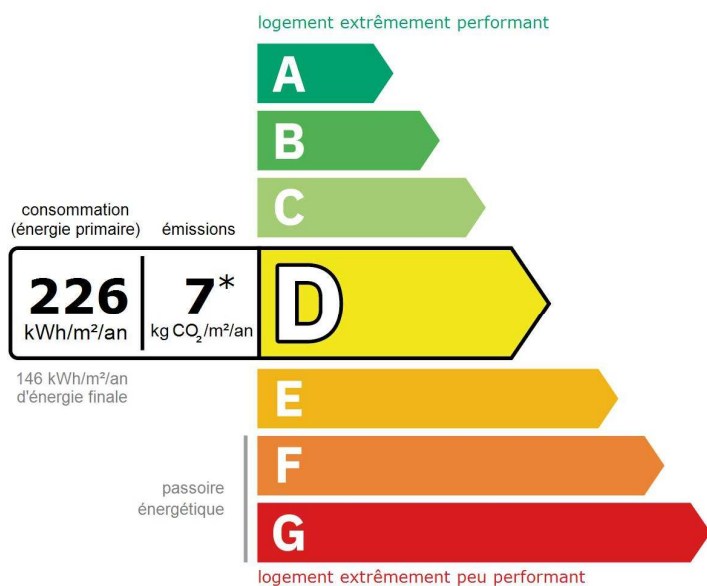 logement extrêmement performant
A
B
C
consommation
(énergie primaire) émissions
226 7*
kWh/m²/an kg CO₂/m²/an
D
146 kWh/m²/an
d'énergie finale
E
F
passoire
énergétique
G
logement extrêmement peu performant